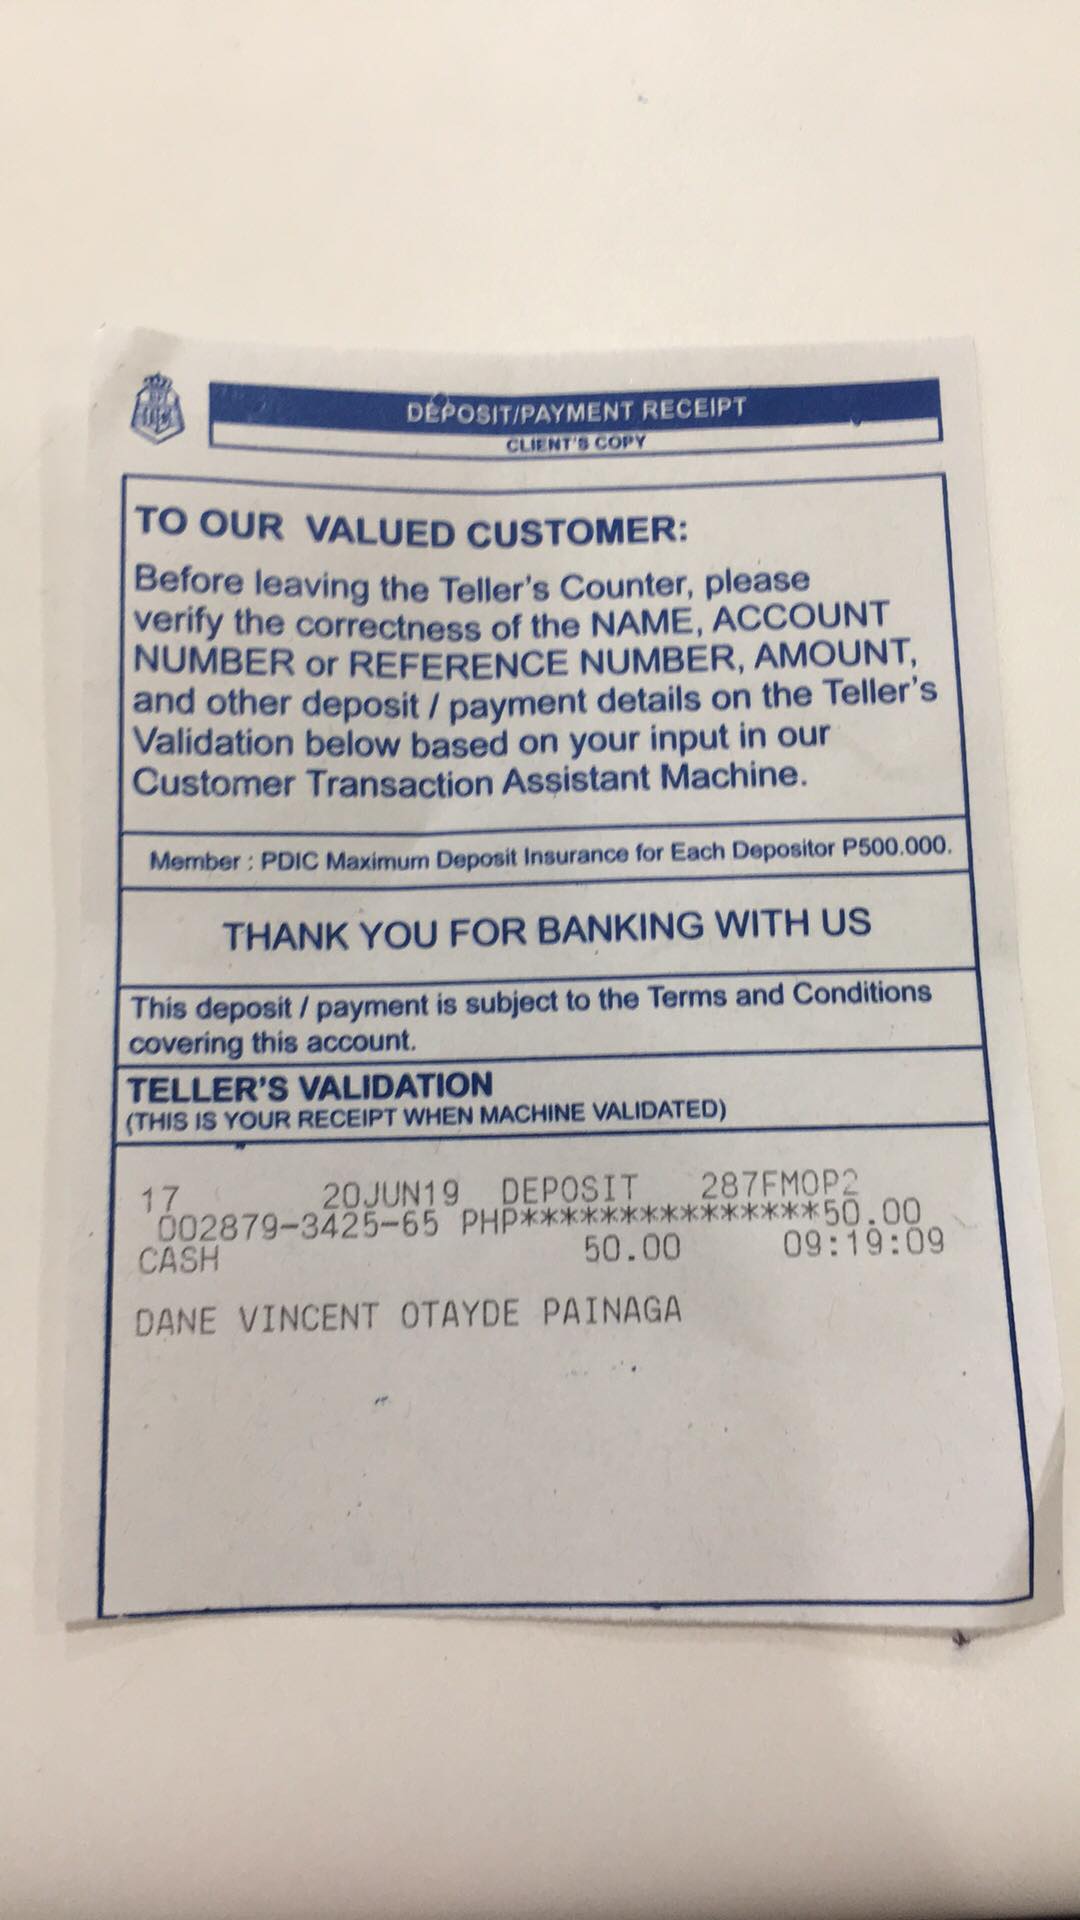 DEPOSIT/PAYMENT RECEIPT
CLIENT'S COPY
TO OUR VALUED CUSTOMER:
Before leaving the Teller's Counter, please
verify the correctness of the NAME, ACCOUNT
NUMBER or REFERENCE NUMBER, AMOUNT,
and other deposit / payment details on the Teller's
Validation below based on your input in our
Customer Transaction Assistant Machine.
Member : PDIC Maximum Deposit Insurance for Each Depositor P500.000.
THANK YOU FOR BANKING WITH US
This deposit / payment is subject to the Terms and Conditions
covering this account.
TELLER'S VALIDATION
(THIS IS YOUR RECEIPT WHEN MACHINE VALIDATED)
17 20JUN19 DEPOSIT 287FMOP2
002879-3425-65 PHP***************50.00
CASH 50.00 09:19:09
DANE VINCENT OTAYDE PAINAGA